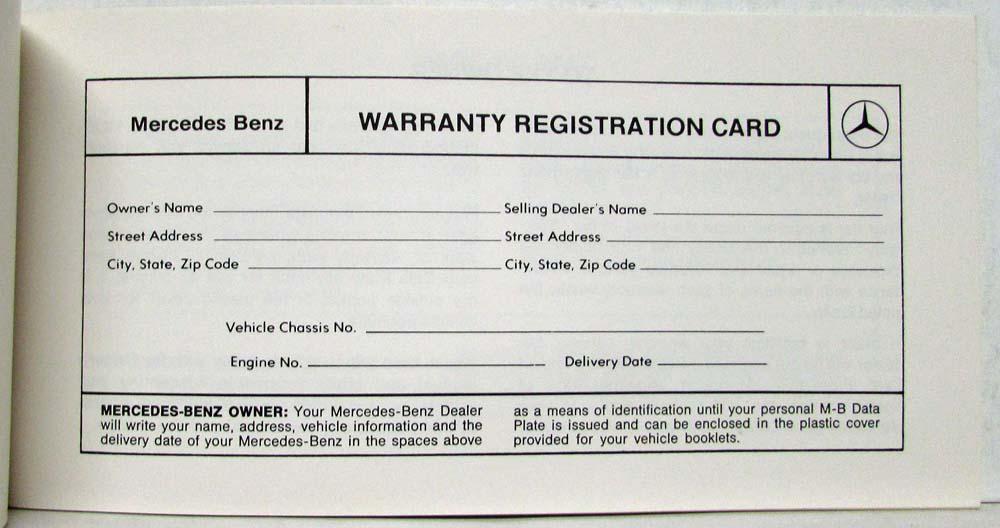 Mercedes Benz
WARRANTY REGISTRATION CARD
Owner's Name
Street Address
City, State, Zip Code
Selling Dealer's Name
Street Address
City, State, Zip Code
Vehicle Chassis No.
Engine No.
Delivery Date
MERCEDES-BENZ OWNER: Your Mercedes-Benz Dealer
will write your name, address, vehicle information and the
delivery date of your Mercedes-Benz in the spaces above
as a means of identification until your personal M-B Data
Plate is issued and can be enclosed in the plastic cover
provided for your vehicle booklets.